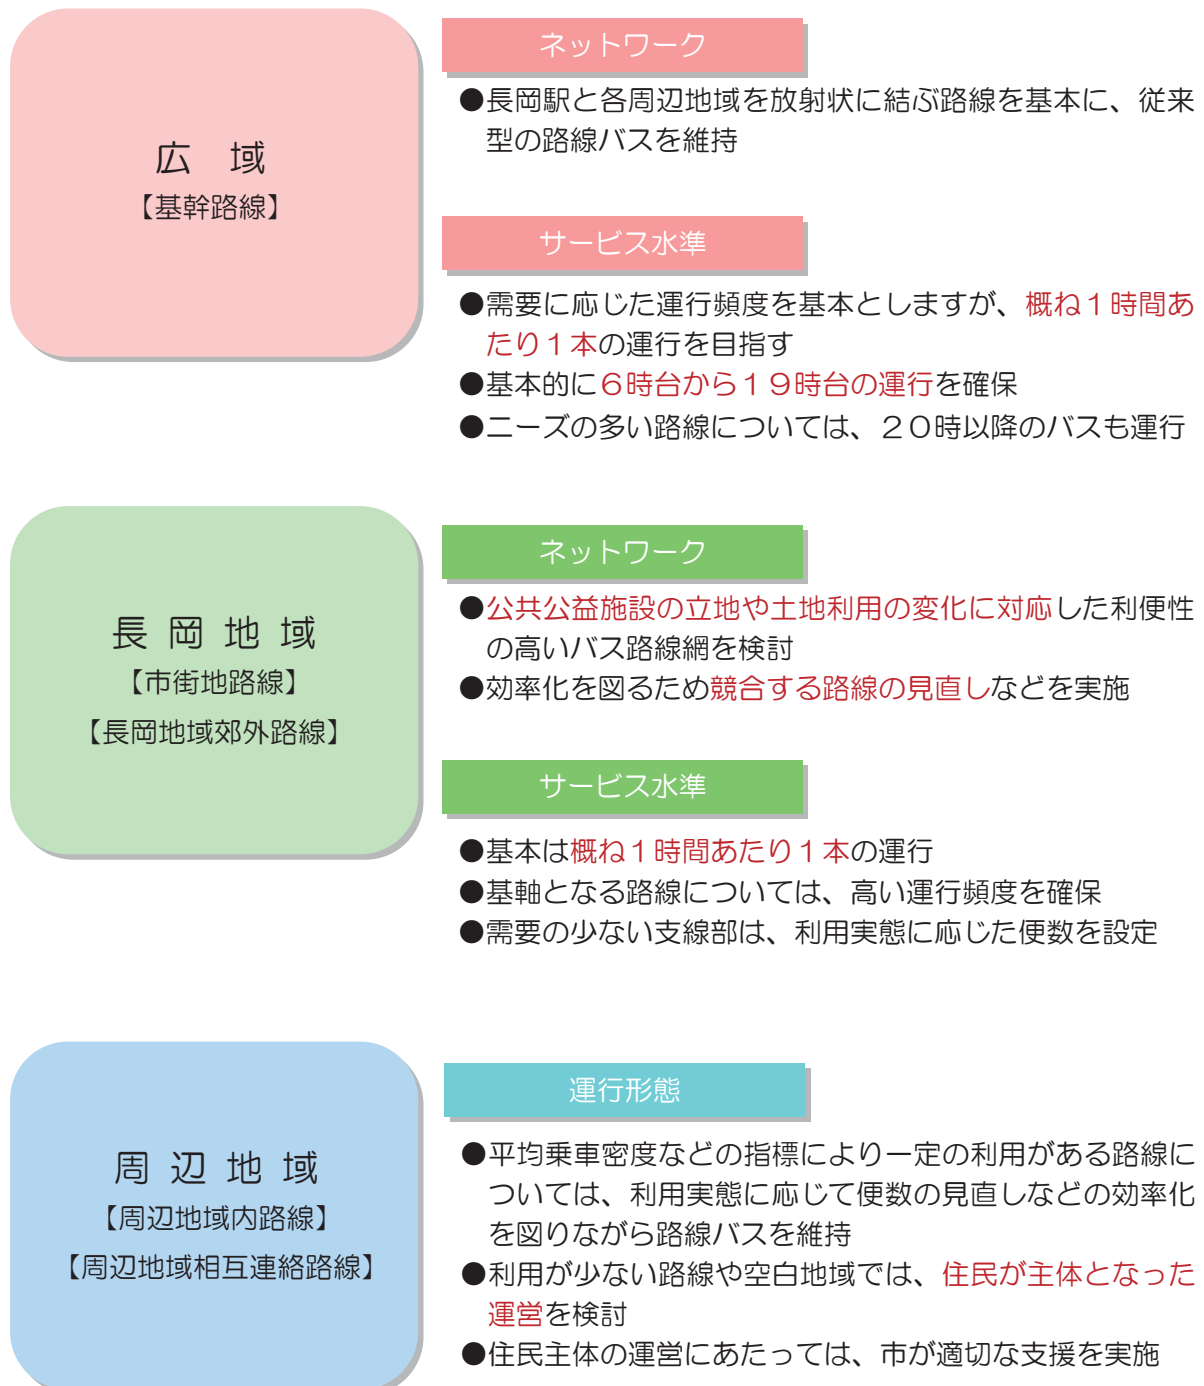 広　域
【基幹路線】
ネットワーク
●長岡駅と各周辺地域を放射状に結ぶ路線を基本に、従来
型の路線バスを維持
サービス水準
●需要に応じた運行頻度を基本としますが、概ね１時間あ
たり１本の運行を目指す
●基本的に６時台から１９時台の運行を確保
●ニーズの多い路線については、２０時以降のバスも運行
長 岡 地 域
【市街地路線】
【長岡地域郊外路線】
ネットワーク
●公共公益施設の立地や土地利用の変化に対応した利便性
の高いバス路線網を検討
●効率化を図るため競合する路線の見直しなどを実施
サービス水準
●基本は概ね１時間あたり１本の運行
●基軸となる路線については、高い運行頻度を確保
●需要の少ない支線部は、利用実態に応じた便数を設定
周 辺 地 域
【周辺地域内路線】
【周辺地域相互連絡路線】
運行形態
●平均乗車密度などの指標により一定の利用がある路線に
ついては、利用実態に応じて便数の見直しなどの効率化
を図りながら路線バスを維持
●利用が少ない路線や空白地域では、住民が主体となった
運営を検討
●住民主体の運営にあたっては、市が適切な支援を実施